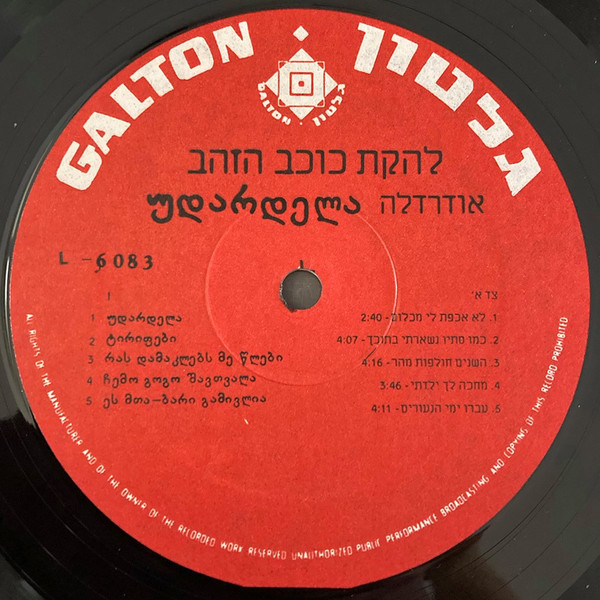 GALTON · גלטון
GALTON · גלטון
להקת כוכב הזהב
אודרדלה უდარდელა
L - 6083
I
1 უდარდელა
2 ტირიფები
3 რას დამაკლებს მე წლები
4 ჩემო გოგო შავთვალა
5 ეს მთა-ბარი გამივლია
צד א'
1. לא אכפת לי מכלום - 2:40
2. כמו סתיו נשארתי בתוכך - 4:07
3. השנים חולפות מהר - 4:16
4. מחכה לך ילדתי - 3:46
5. עברו ימי הנעורים - 4:11
ALL RIGHTS OF THE MANUFACTURER AND OF THE OWNER OF THE RECORDED WORK RESERVED UNAUTHORIZED PUBLIC PERFORMANCE BROADCASTING AND COPYING OF THIS RECORD PROHIBITED